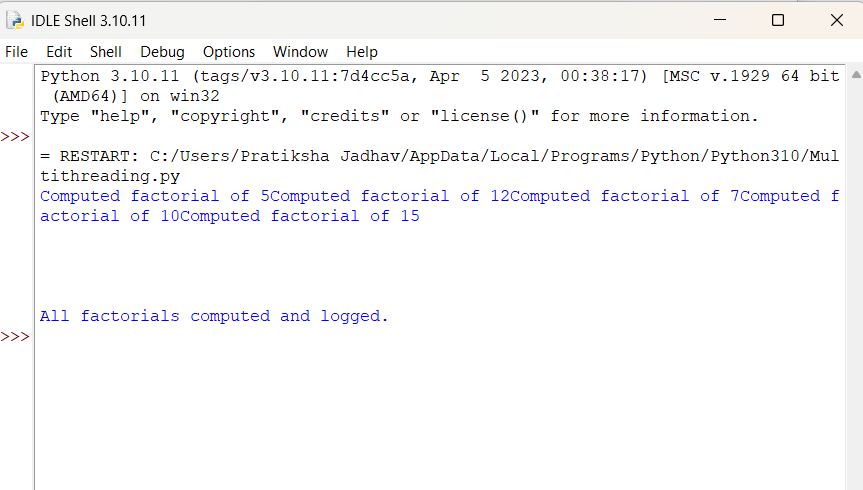 IDLE Shell 3.10.11
File Edit Shell Debug Options Window Help
Python 3.10.11 (tags/v3.10.11:7d4cc5a, Apr  5 2023, 00:38:17) [MSC v.1929 64 bit
 (AMD64)] on win32
Type "help", "copyright", "credits" or "license()" for more information.
>>>
= RESTART: C:/Users/Pratiksha Jadhav/AppData/Local/Programs/Python/Python310/Mul
tithreading.py
Computed factorial of 5Computed factorial of 12Computed factorial of 7Computed f
actorial of 10Computed factorial of 15
All factorials computed and logged.
>>>